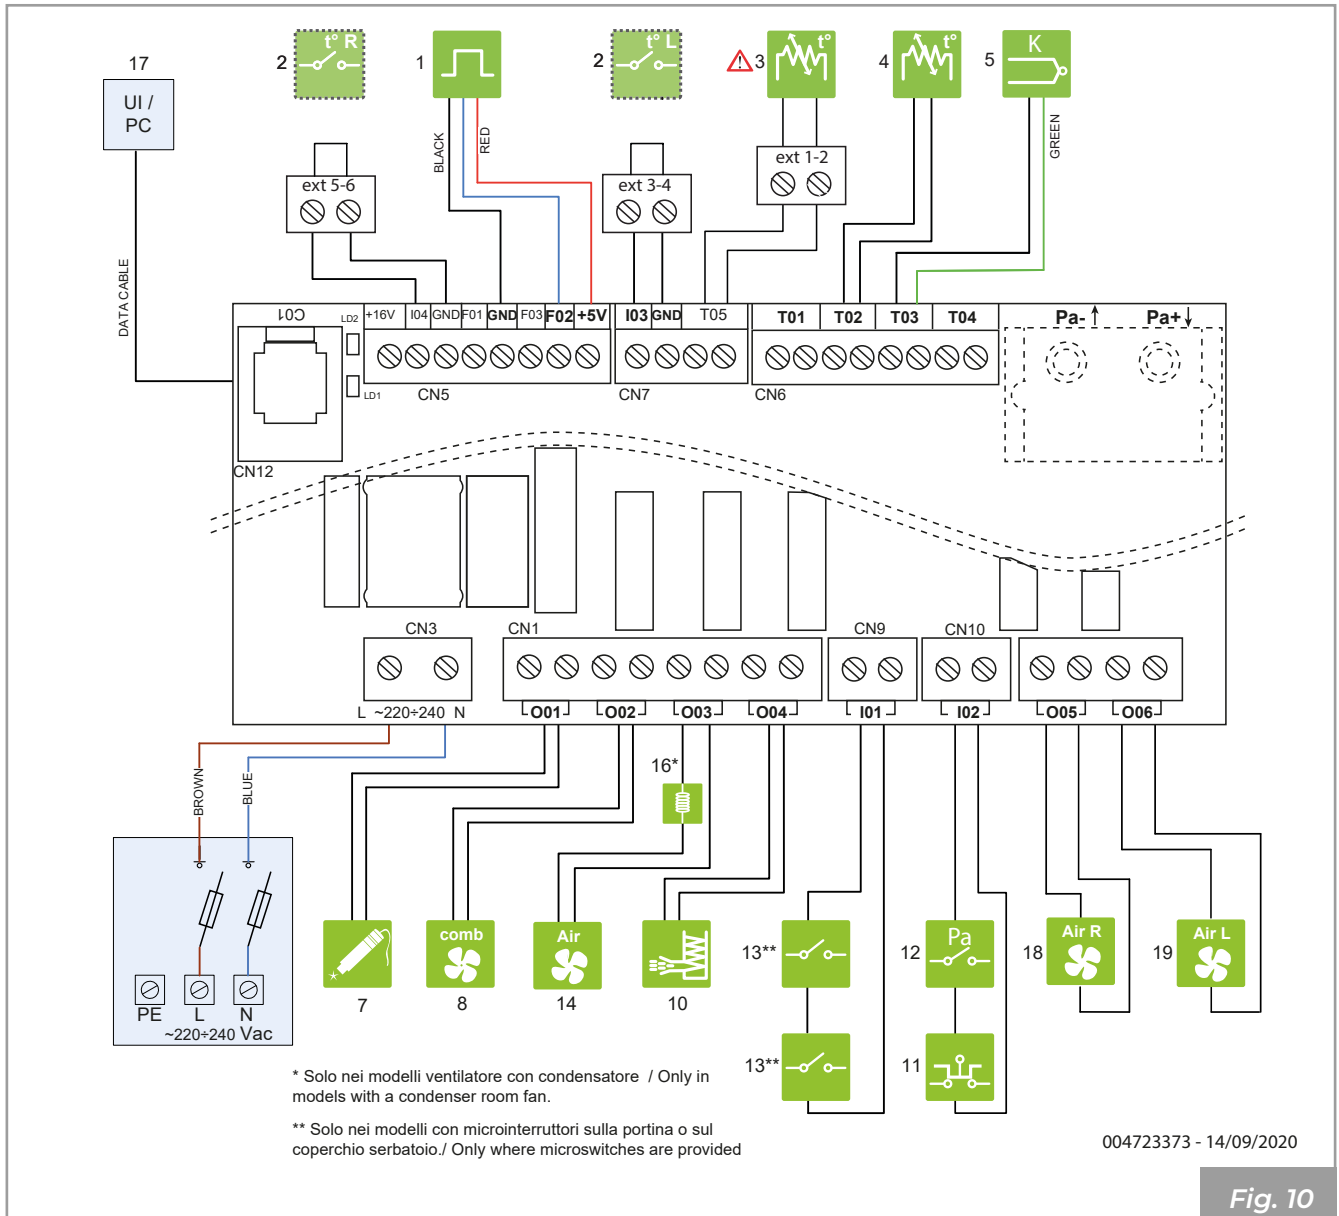 17
UI /
PC
2
t° R
1
2
t° L
3
t°
4
t°
5
K
BLACK
RED
GREEN
DATA CABLE
ext 5-6
ext 3-4
ext 1-2
C01
LD2
LD1
+16V I04 GND F01 GND F03 F02 +5V
I03 GND T05
T01 T02 T03 T04
Pa- Pa+
CN5
CN7
CN6
CN12
CN3
CN1
CN9
CN10
L ~220÷240 N
O01 O02 O03 O04
I01
I02
O05 O06
BROWN
BLUE
16*
comb
Air
13**
12
Pa
18
Air R
19
Air L
7
8
14
10
13**
11
PE L N
~220÷240 Vac
* Solo nei modelli ventilatore con condensatore / Only in
models with a condenser room fan.
** Solo nei modelli con microinterruttori sulla portina o sul
coperchio serbatoio./ Only where microswitches are provided
004723373 - 14/09/2020
Fig. 10